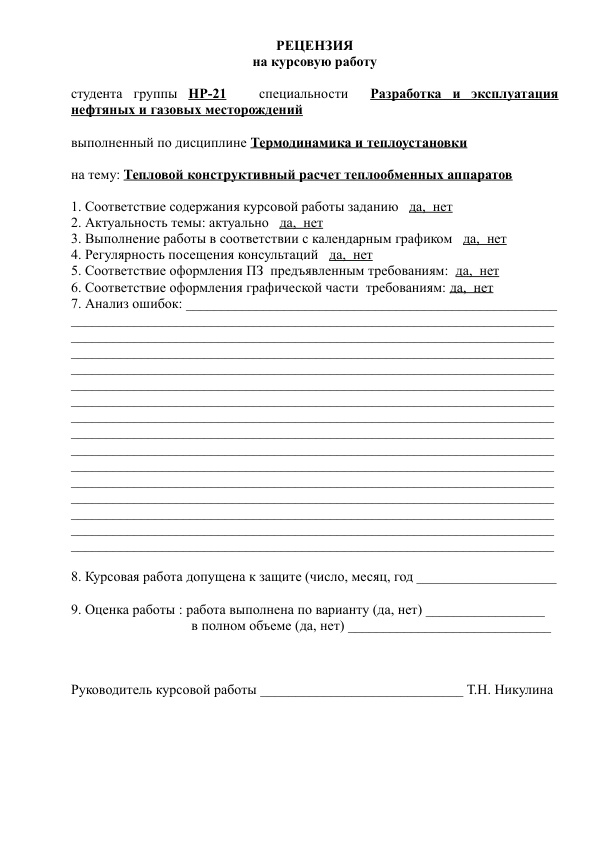 РЕЦЕНЗИЯ
на курсовую работу
студента группы НР-21 специальности Разработка и эксплуатация
нефтяных и газовых месторождений
выполненный по дисциплине Термодинамика и теплоустановки
на тему: Тепловой конструктивный расчет теплообменных аппаратов
1. Соответствие содержания курсовой работы заданию да, нет
2. Актуальность темы: актуально да, нет
3. Выполнение работы в соответствии с календарным графиком да, нет
4. Регулярность посещения консультаций да, нет
5. Соответствие оформления ПЗ предъявленным требованиям: да, нет
6. Соответствие оформления графической части требованиям: да, нет
7. Анализ ошибок:
8. Курсовая работа допущена к защите (число, месяц, год
9. Оценка работы : работа выполнена по варианту (да, нет)
в полном объеме (да, нет)
Руководитель курсовой работы Т.Н. Никулина